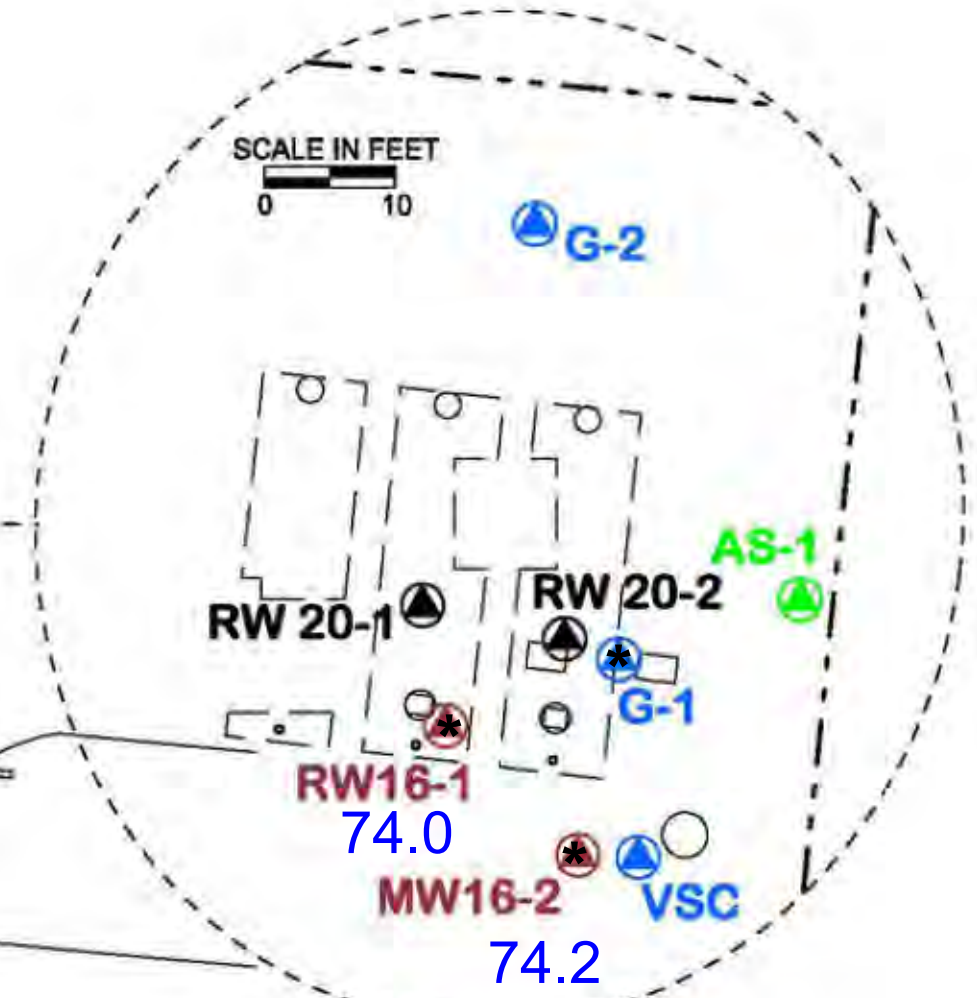 SCALE IN FEET
0 10
G-2
AS-1
RW 20-2
RW 20-1
*
G-1
*
RW16-1
74.0
*
MW16-2
VSC
74.2